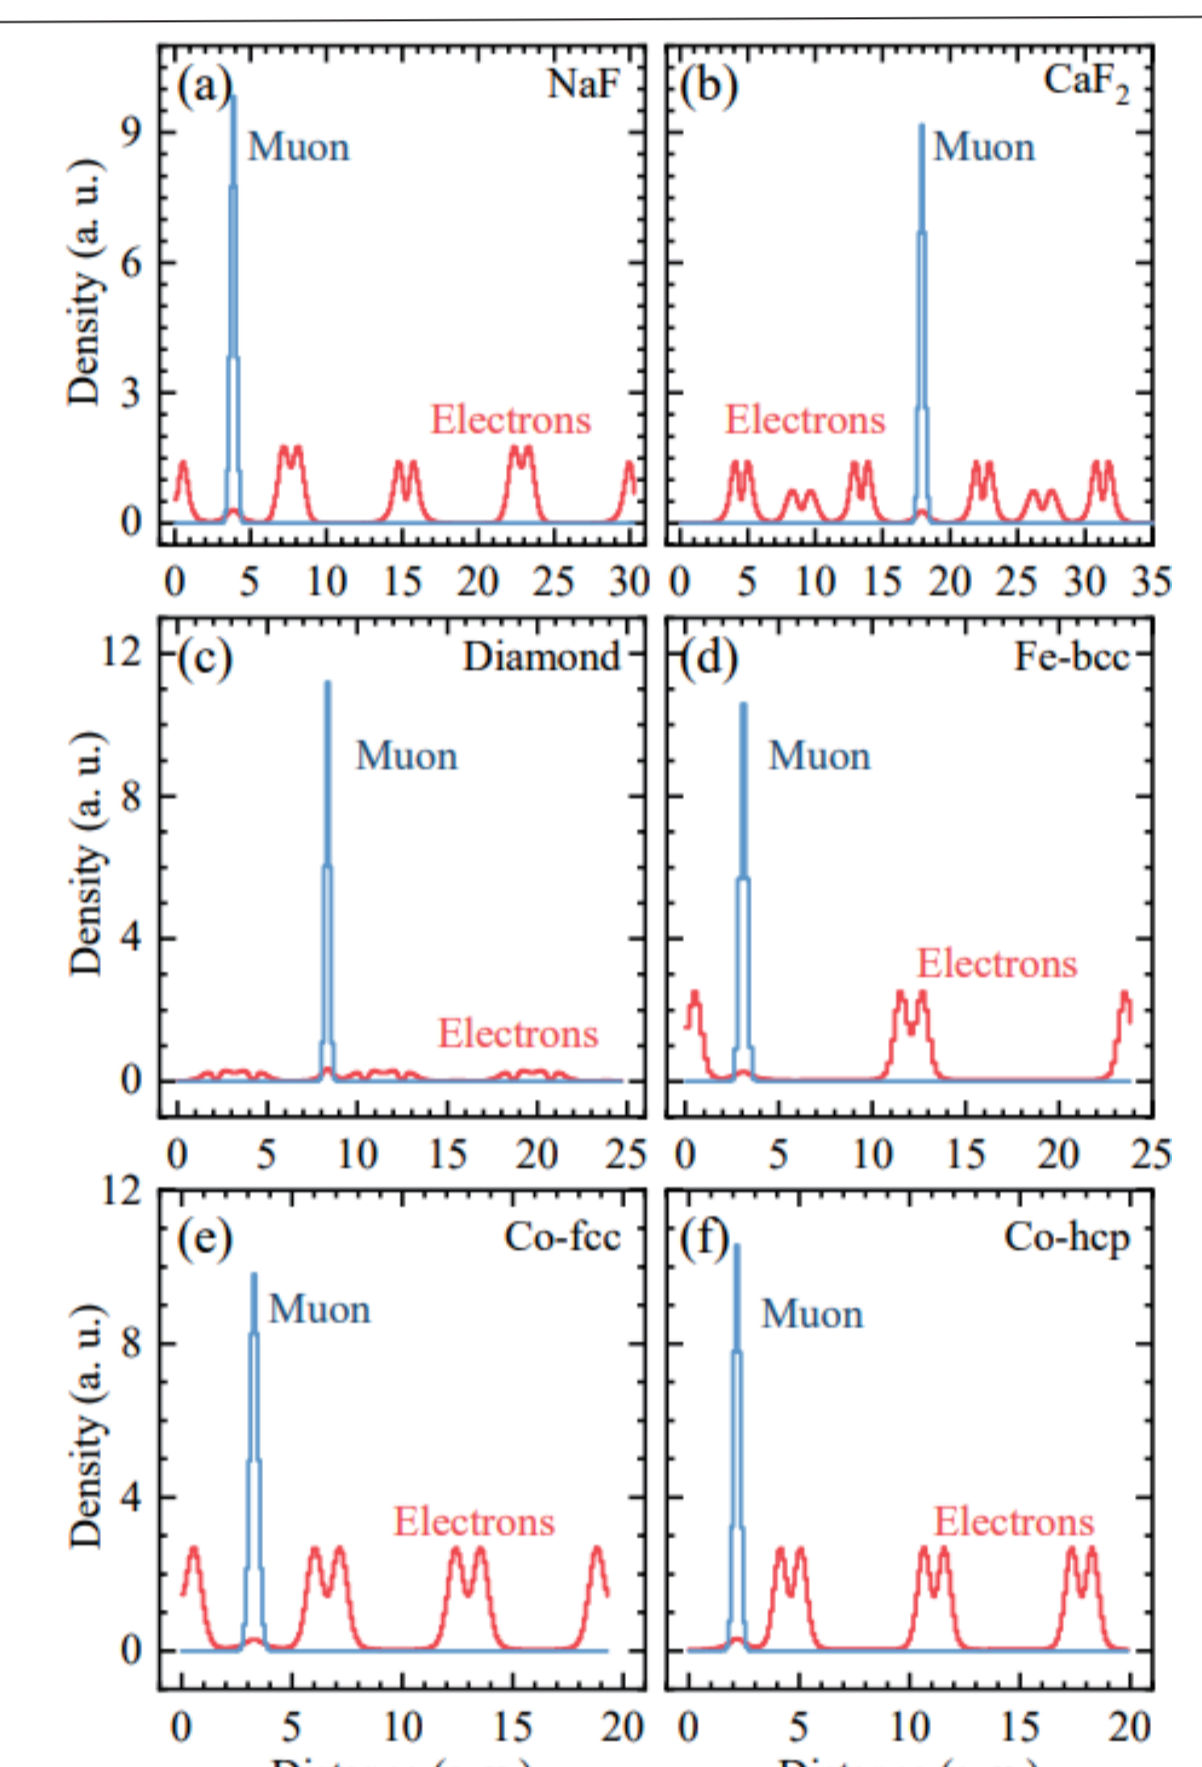 (a) NaF
Muon
Electrons
Density (a. u.)
9
6
3
0
0 5 10 15 20 25 30
(b) CaF2
Muon
Electrons
0 5 10 15 20 25 30 35
(c) Diamond
Muon
Electrons
Density (a. u.)
12
8
4
0
0 5 10 15 20 25
(d) Fe-bcc
Muon
Electrons
0 5 10 15 20 25
(e) Co-fcc
Muon
Electrons
Density (a. u.)
12
8
4
0
0 5 10 15 20
(f) Co-hcp
Muon
Electrons
0 5 10 15 20